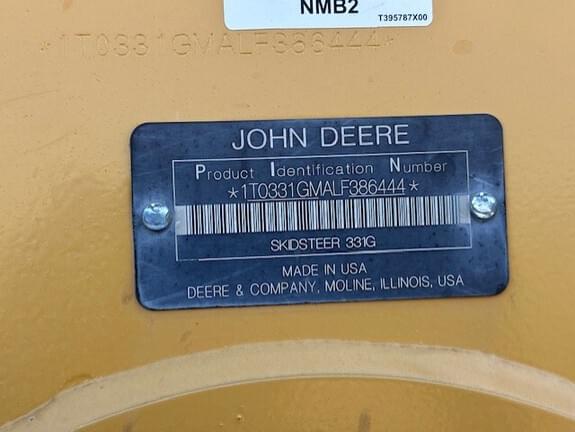 NMB2
T395787X00
*1T0331GMALF386444*
JOHN DEERE
Product Identification Number
*1T0331GMALF386444*
SKIDSTEER 331G
MADE IN USA
DEERE & COMPANY, MOLINE, ILLINOIS, USA